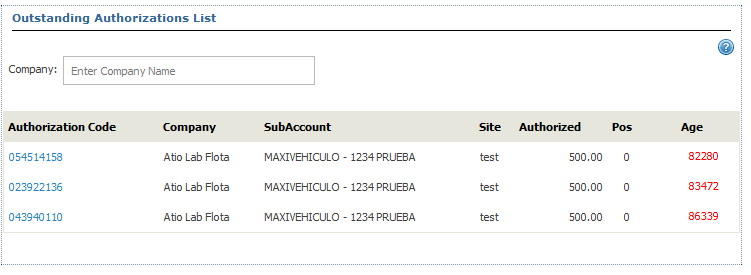 Outstanding Authorizations List
?
Company: Enter Company Name
Authorization Code Company SubAccount Site Authorized Pos Age
054514158 Atio Lab Flota MAXIVEHICULO - 1234 PRUEBA test 500.00 0 82280
023922136 Atio Lab Flota MAXIVEHICULO - 1234 PRUEBA test 500.00 0 83472
043940110 Atio Lab Flota MAXIVEHICULO - 1234 PRUEBA test 500.00 0 86339